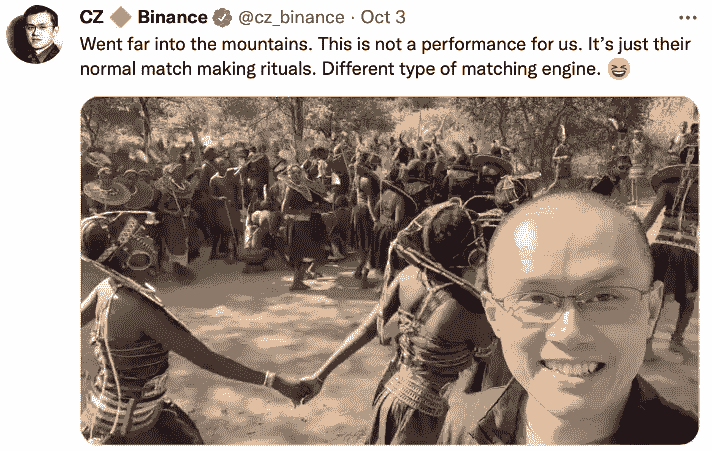 CZ 🔶 Binance @cz_binance · Oct 3
Went far into the mountains. This is not a performance for us. It’s just their
normal match making rituals. Different type of matching engine. 😆